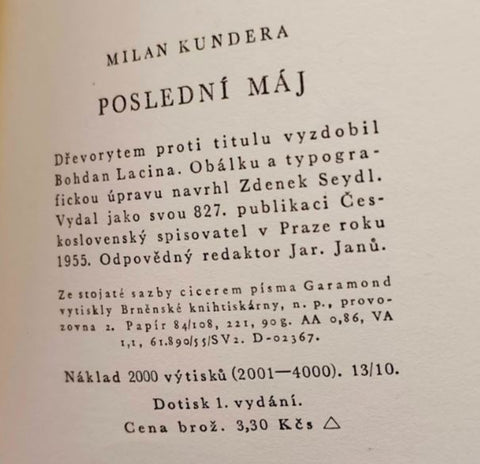 MILAN KUNDERA
POSLEDNÍ MÁJ
Dřevorytem proti titulu vyzdobil
Bohdan Lacina. Obálku a typogra-
fickou úpravu navrhl Zdenek Seydl.
Vydal jako svou 827. publikaci Čes-
koslovenský spisovatel v Praze roku
1955. Odpovědný redaktor Jar. Janů.
Ze stojaté sazby cicerem písma Garamond
vytiskly Brněnské knihtiskárny, n. p., provo-
zovna 2. Papír 84/108, 221, 90 g. AA 0,86, VA
1,1, 61.890/55/SV2. D-02367.
Náklad 2000 výtisků (2001—4000). 13/10.
Dotisk 1. vydání.
Cena brož. 3,30 Kčs △